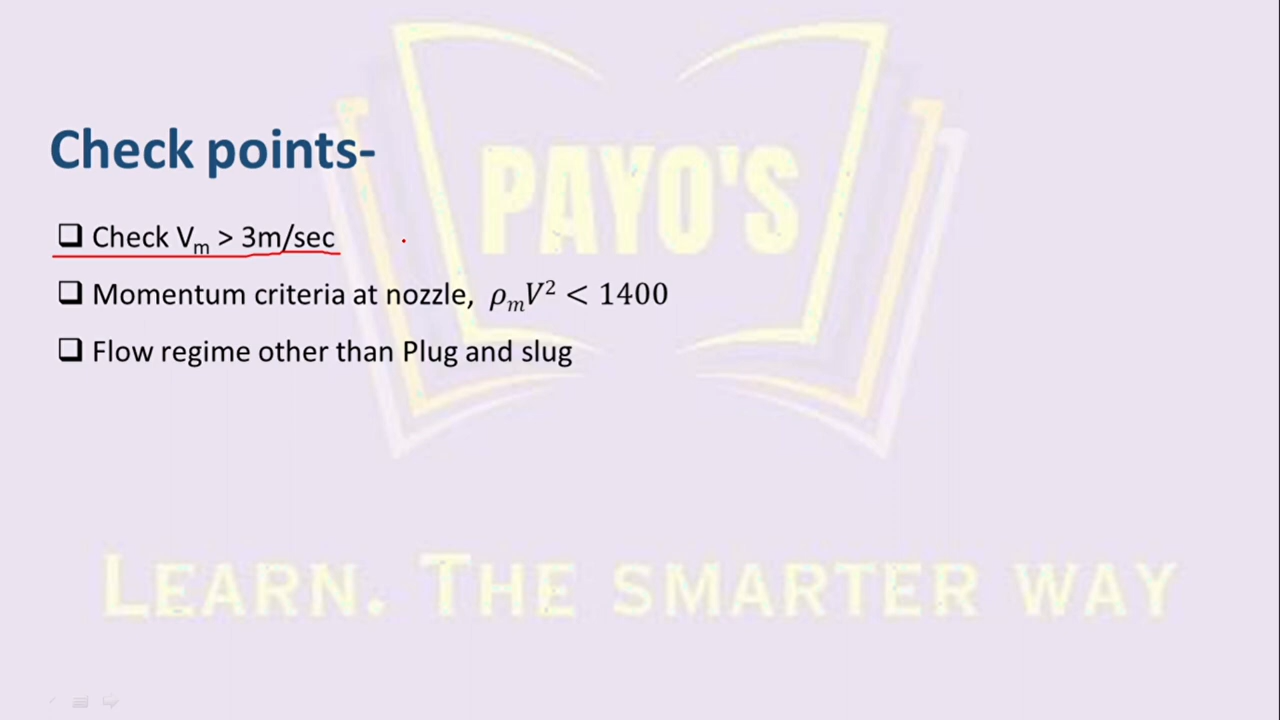 PAYO'S
Check points-
❑ Check Vₘ > 3m/sec
❑ Momentum criteria at nozzle, 𝜌ₘ𝑉² < 1400
❑ Flow regime other than Plug and slug
LEARN. THE SMARTER WAY